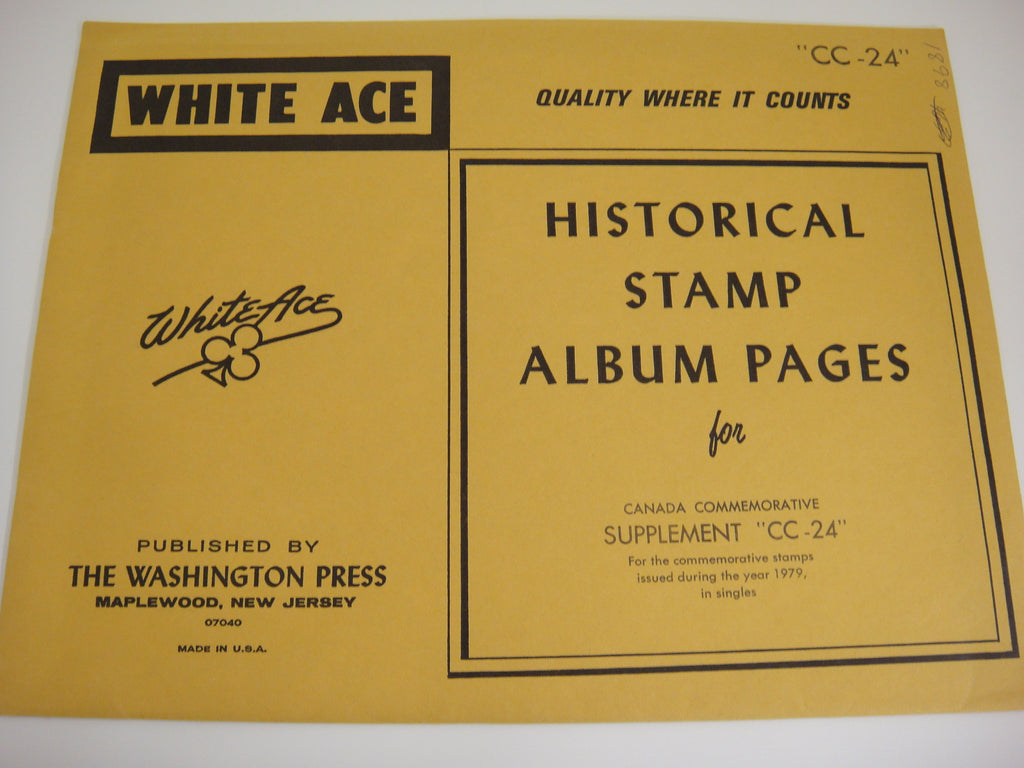 "CC-24"
WHITE ACE
QUALITY WHERE IT COUNTS
White Ace
HISTORICAL
STAMP
ALBUM PAGES
for
CANADA COMMEMORATIVE
SUPPLEMENT "CC-24"
For the commemorative stamps
issued during the year 1979,
in singles
PUBLISHED BY
THE WASHINGTON PRESS
MAPLEWOOD, NEW JERSEY
07040
MADE IN U.S.A.